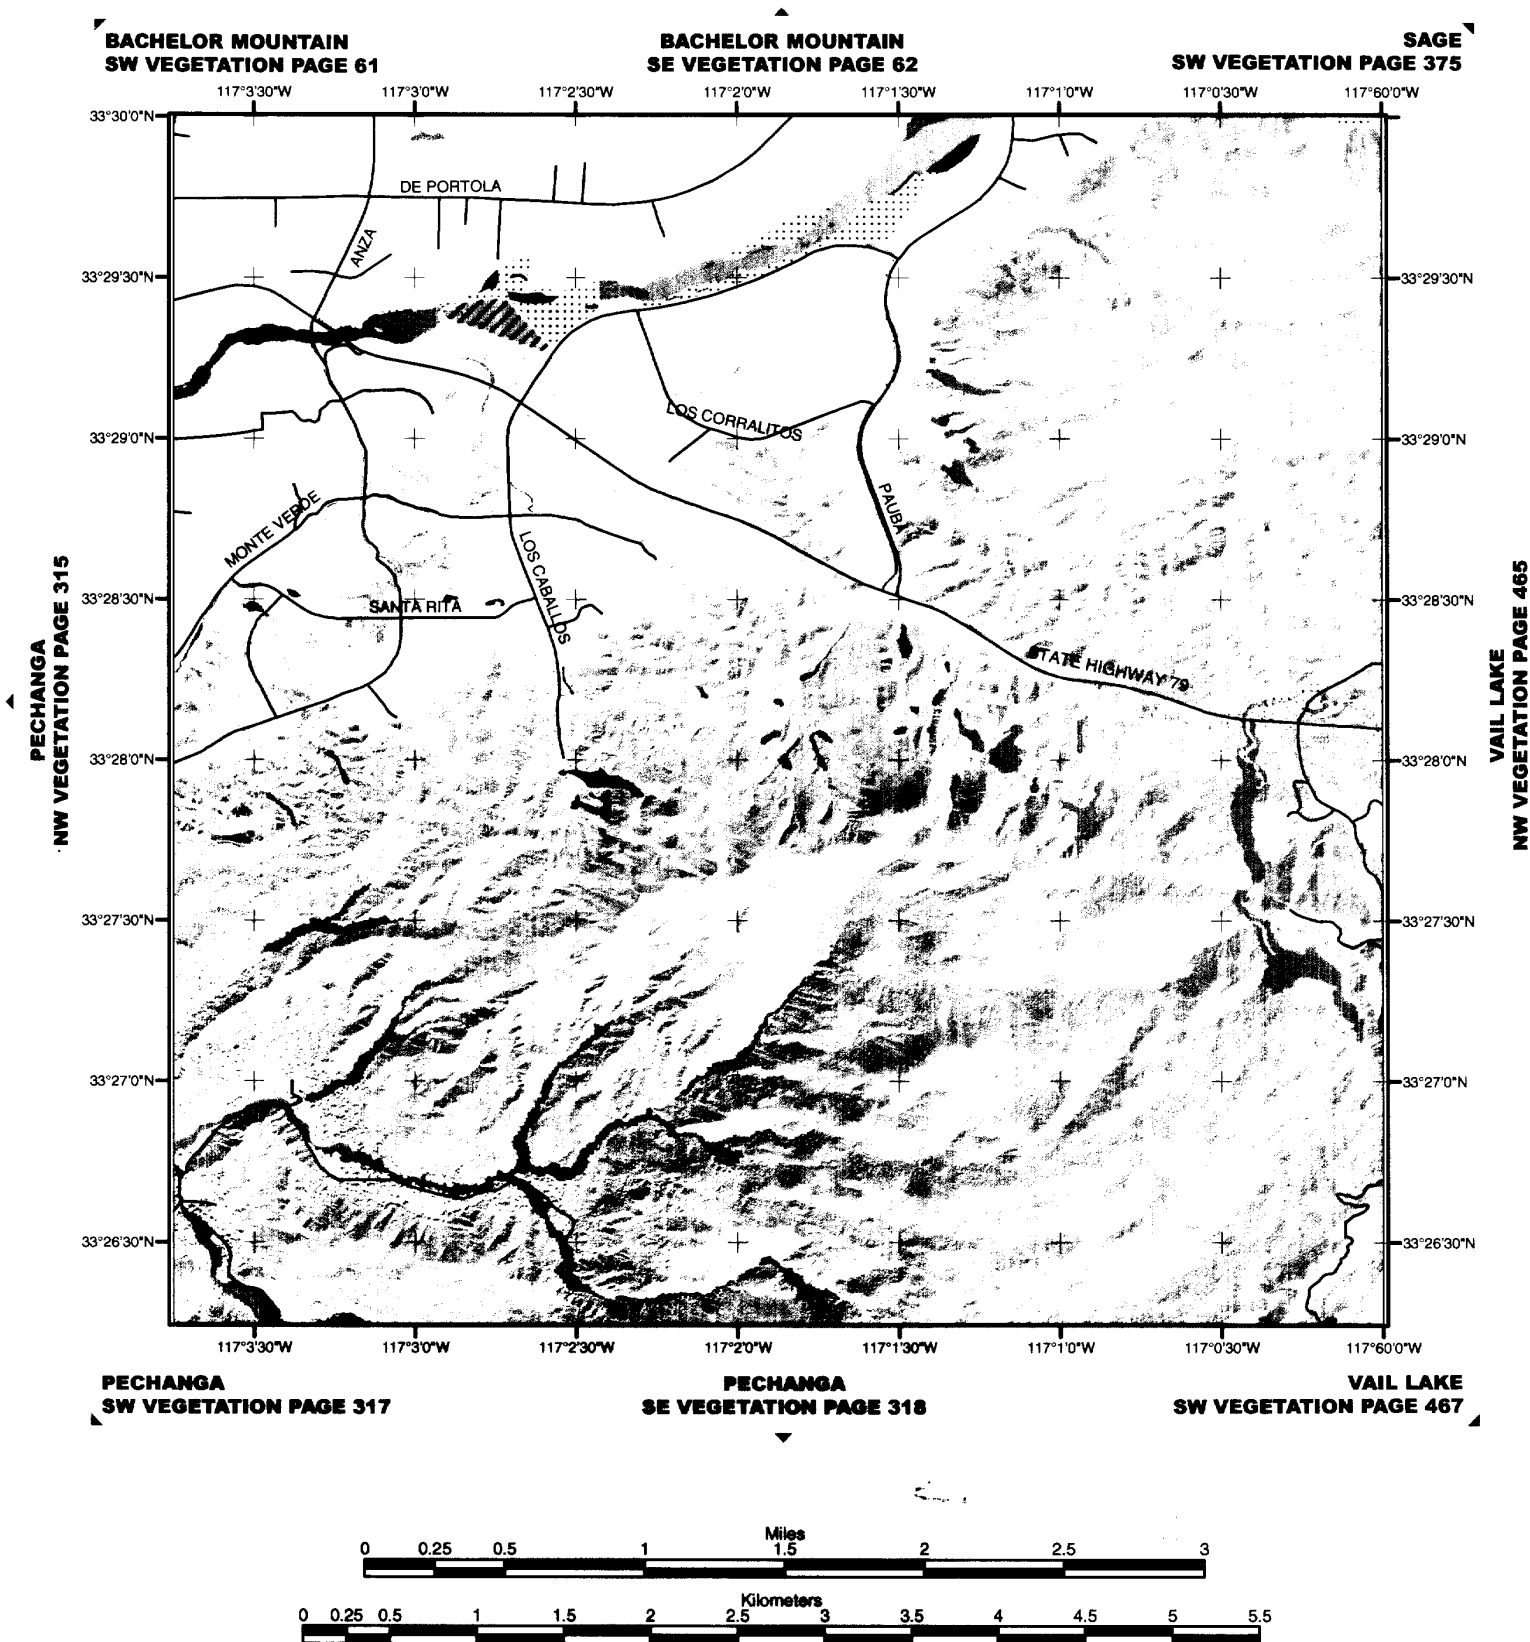 BACHELOR MOUNTAIN
SW VEGETATION PAGE 61
BACHELOR MOUNTAIN
SE VEGETATION PAGE 62
SAGE
SW VEGETATION PAGE 375
117°3'30"W 117°3'0"W 117°2'30"W 117°2'0"W 117°1'30"W 117°1'0"W 117°0'30"W 117°60'0"W
33°30'0"N
DE PORTOLA
ANZA
33°29'30"N
33°29'30"N
LOS CORRALITOS
33°29'0"N
33°29'0"N
PAUBA
MONTE VERDE
LOS CABALLOS
33°28'30"N
SANTA RITA
33°28'30"N
STATE HIGHWAY 79
PECHANGA
NW VEGETATION PAGE 315
VAIL LAKE
NW VEGETATION PAGE 465
33°28'0"N
33°28'0"N
33°27'30"N
33°27'30"N
33°27'0"N
33°27'0"N
33°26'30"N
33°26'30"N
117°3'30"W 117°3'0"W 117°2'30"W 117°2'0"W 117°1'30"W 117°1'0"W 117°0'30"W 117°60'0"W
PECHANGA
SW VEGETATION PAGE 317
PECHANGA
SE VEGETATION PAGE 318
VAIL LAKE
SW VEGETATION PAGE 467
Miles
0 0.25 0.5 1 1.5 2 2.5 3
Kilometers
0 0.25 0.5 1 1.5 2 2.5 3 3.5 4 4.5 5 5.5